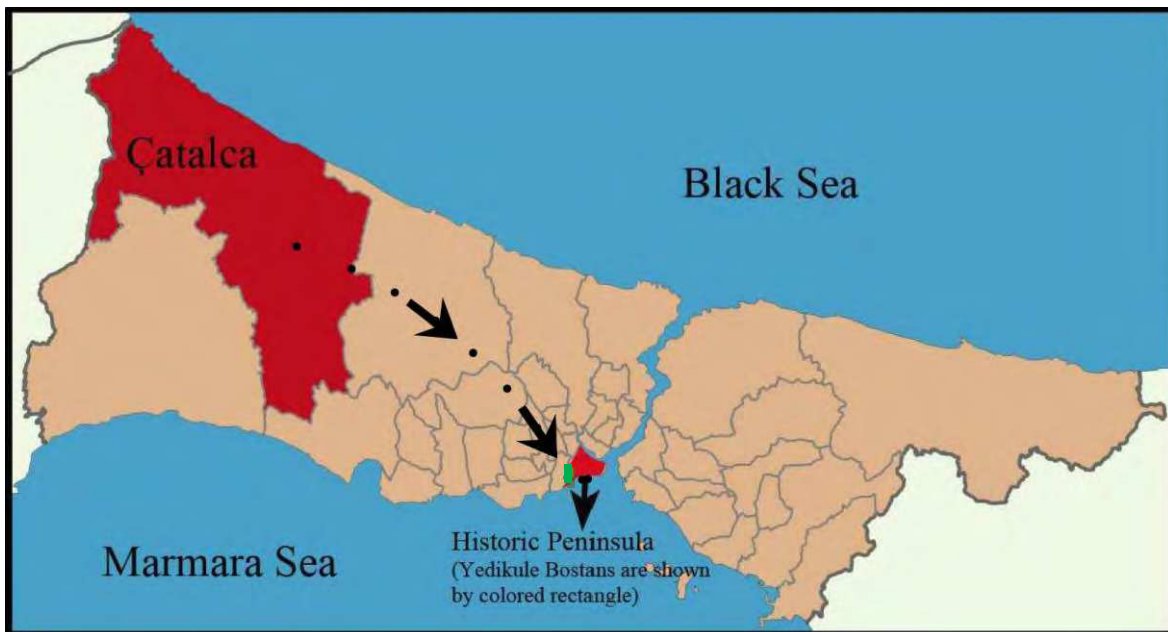 Çatalca
Black Sea
Historic Peninsula
(Yedikule Bostans are shown
by colored rectangle)
Marmara Sea